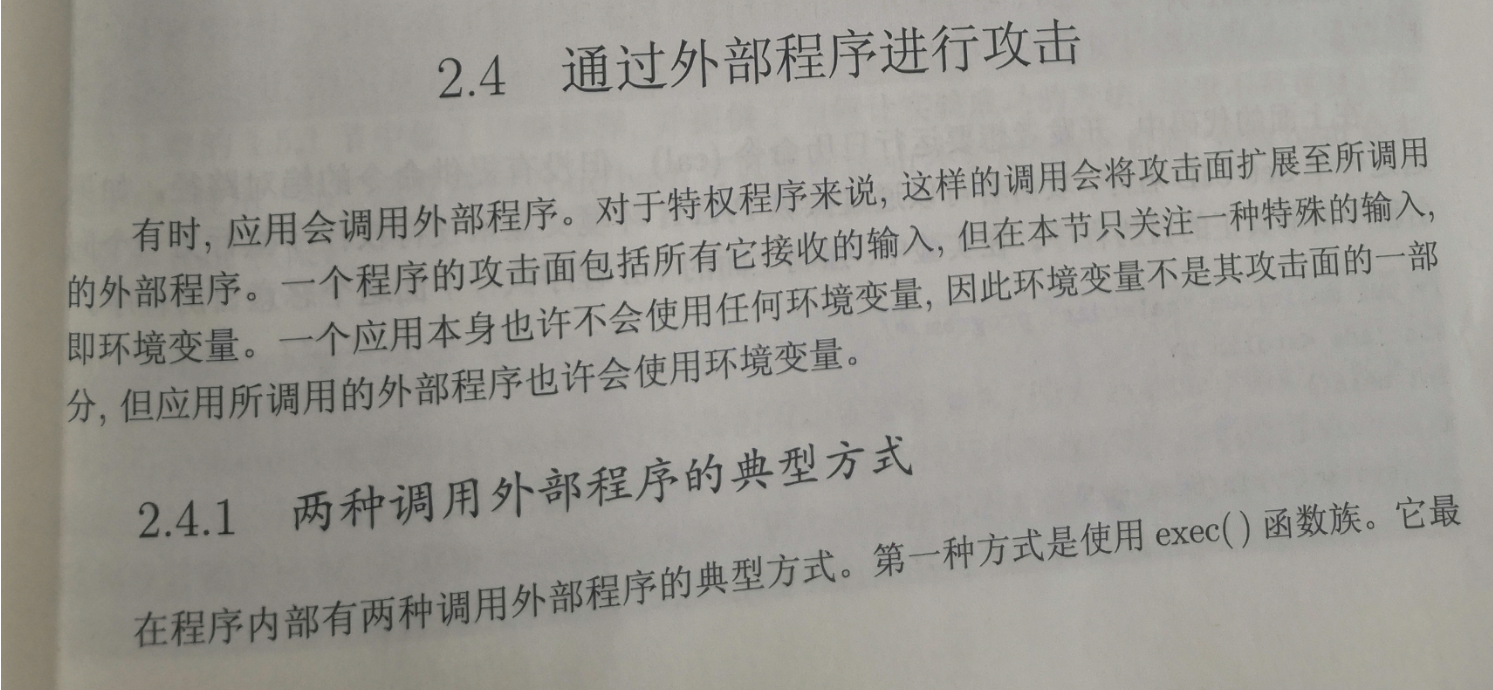 2.4 通过外部程序进行攻击
有时, 应用会调用外部程序。对于特权程序来说, 这样的调用会将攻击面扩展至所调用
的外部程序。一个程序的攻击面包括所有它接收的输入, 但在本节只关注一种特殊的输入,
即环境变量。一个应用本身也许不会使用任何环境变量, 因此环境变量不是其攻击面的一部
分, 但应用所调用的外部程序也许会使用环境变量。
2.4.1 两种调用外部程序的典型方式
在程序内部有两种调用外部程序的典型方式。第一种方式是使用 exec() 函数族。它最